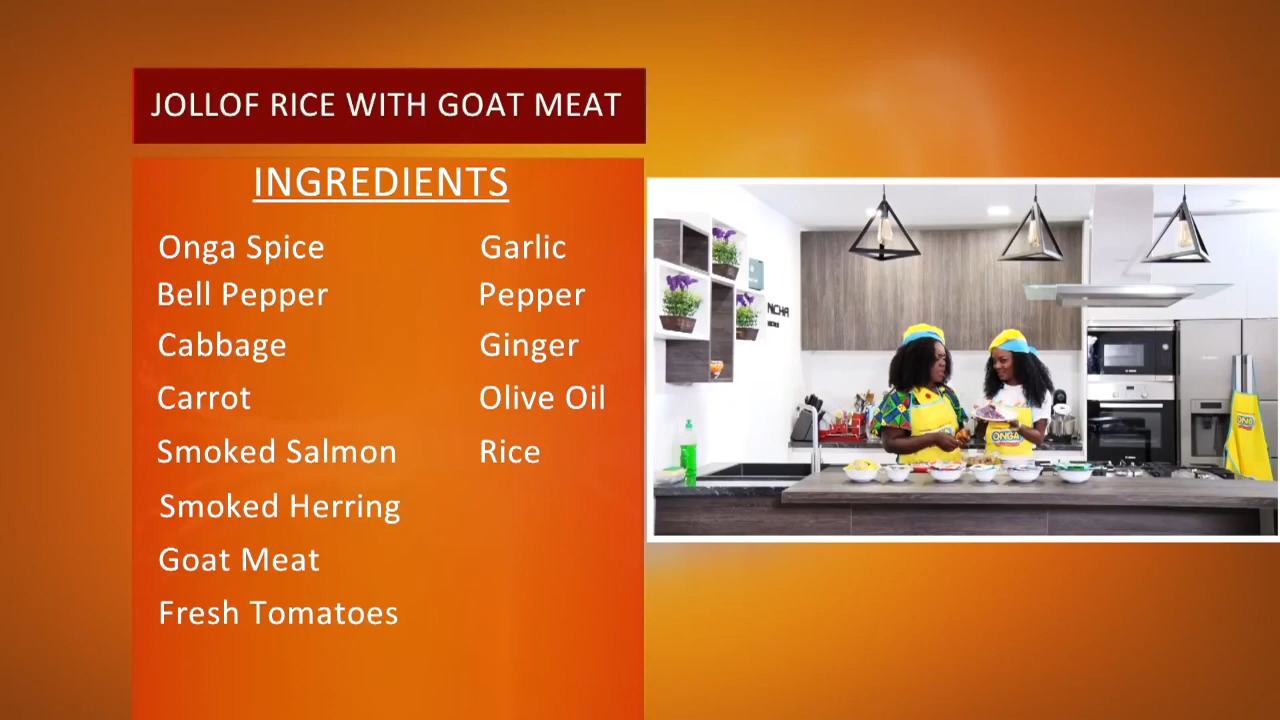 JOLLOF RICE WITH GOAT MEAT
INGREDIENTS
Onga Spice
Bell Pepper
Cabbage
Carrot
Smoked Salmon
Smoked Herring
Goat Meat
Fresh Tomatoes
Garlic
Pepper
Ginger
Olive Oil
Rice
NCHA
ONGA